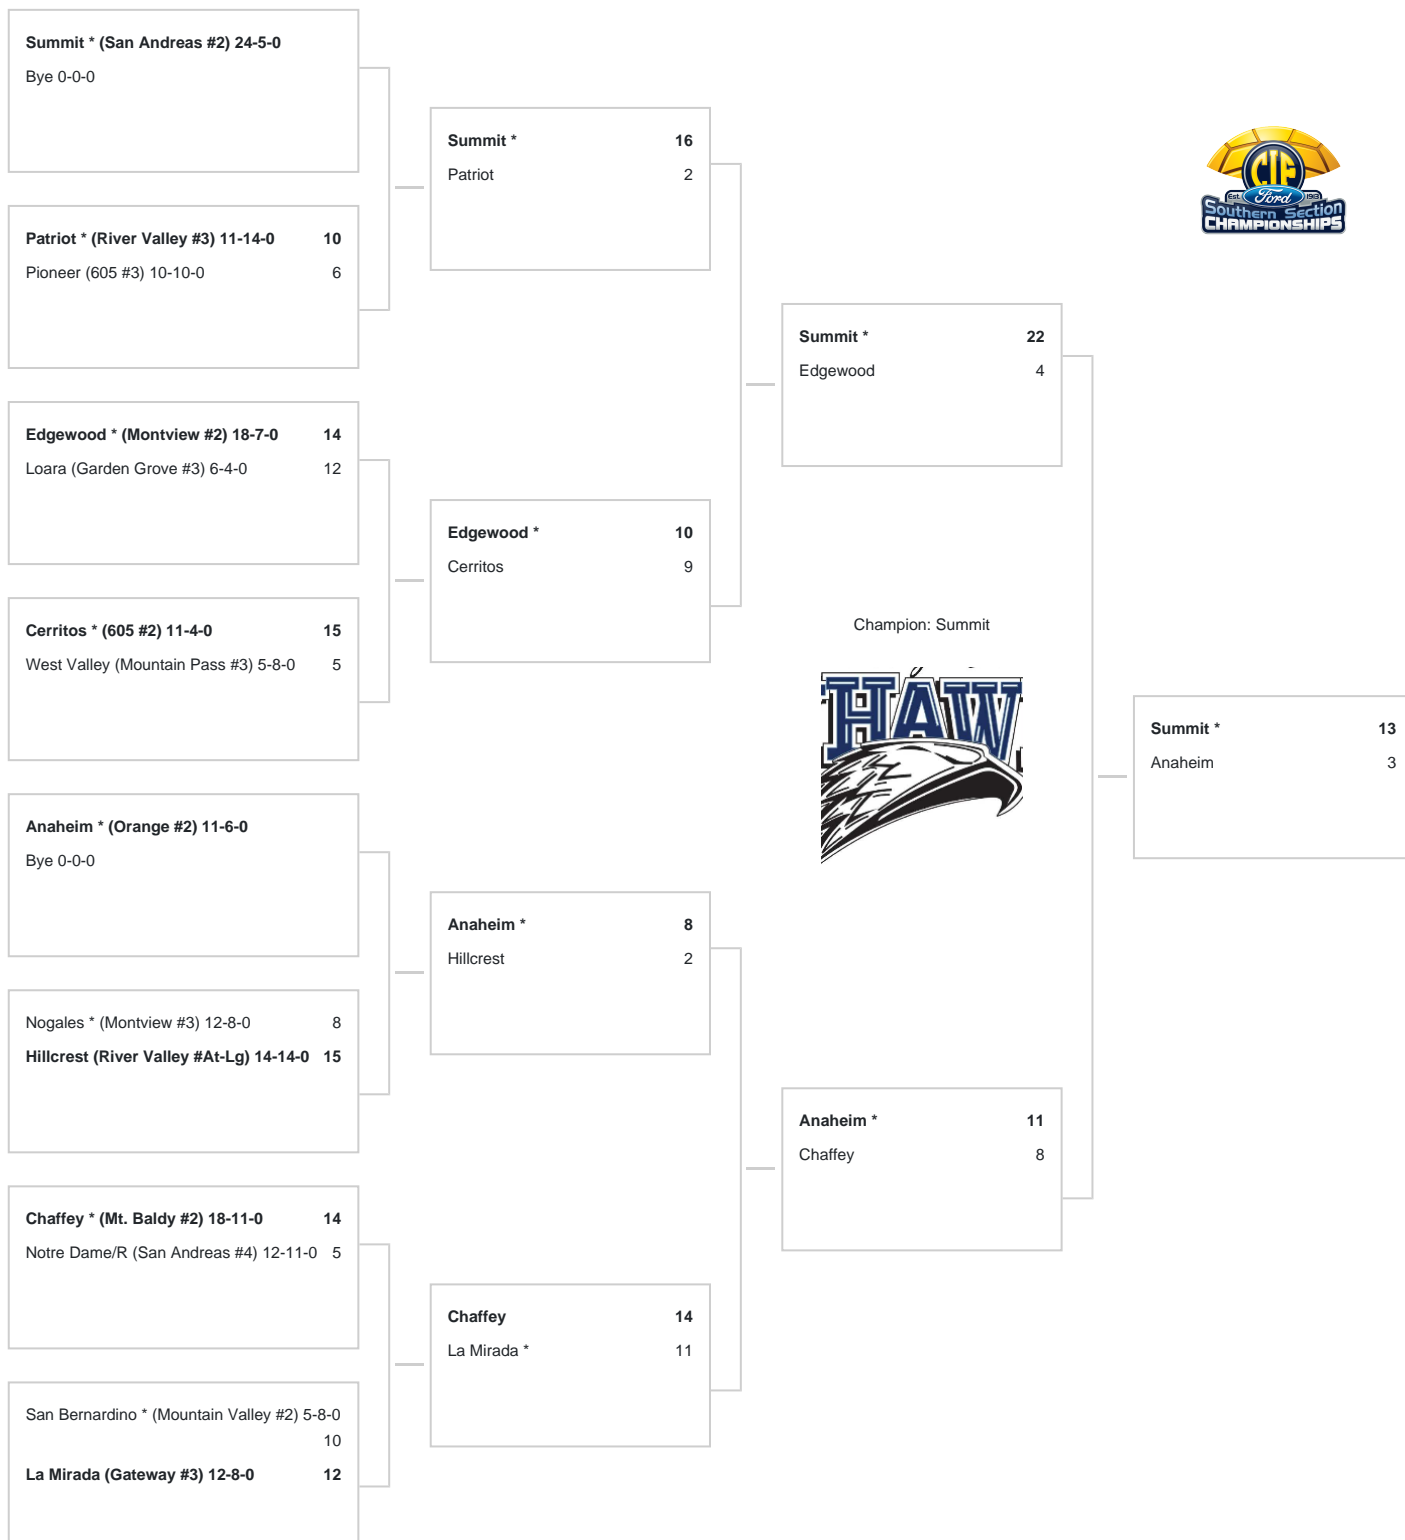 Summit * (San Andreas #2) 24-5-0
Bye 0-0-0
Patriot * (River Valley #3) 11-14-0 10
Pioneer (605 #3) 10-10-0 6
Edgewood * (Montview #2) 18-7-0 14
Loara (Garden Grove #3) 6-4-0 12
Cerritos * (605 #2) 11-4-0 15
West Valley (Mountain Pass #3) 5-8-0 5
Anaheim * (Orange #2) 11-6-0
Bye 0-0-0
Nogales * (Montview #3) 12-8-0 8
Hillcrest (River Valley #At-Lg) 14-14-0 15
Chaffey * (Mt. Baldy #2) 18-11-0 14
Notre Dame/R (San Andreas #4) 12-11-0 5
San Bernardino * (Mountain Valley #2) 5-8-0
10
La Mirada (Gateway #3) 12-8-0 12
Summit * 16
Patriot 2
Edgewood * 10
Cerritos 9
Anaheim * 8
Hillcrest 2
Chaffey 14
La Mirada * 11
Summit * 22
Edgewood 4
Champion: Summit
HAW
Anaheim * 11
Chaffey 8
CIF
Est. Ford 1913
Southern Section
CHAMPIONSHIPS
Summit * 13
Anaheim 3